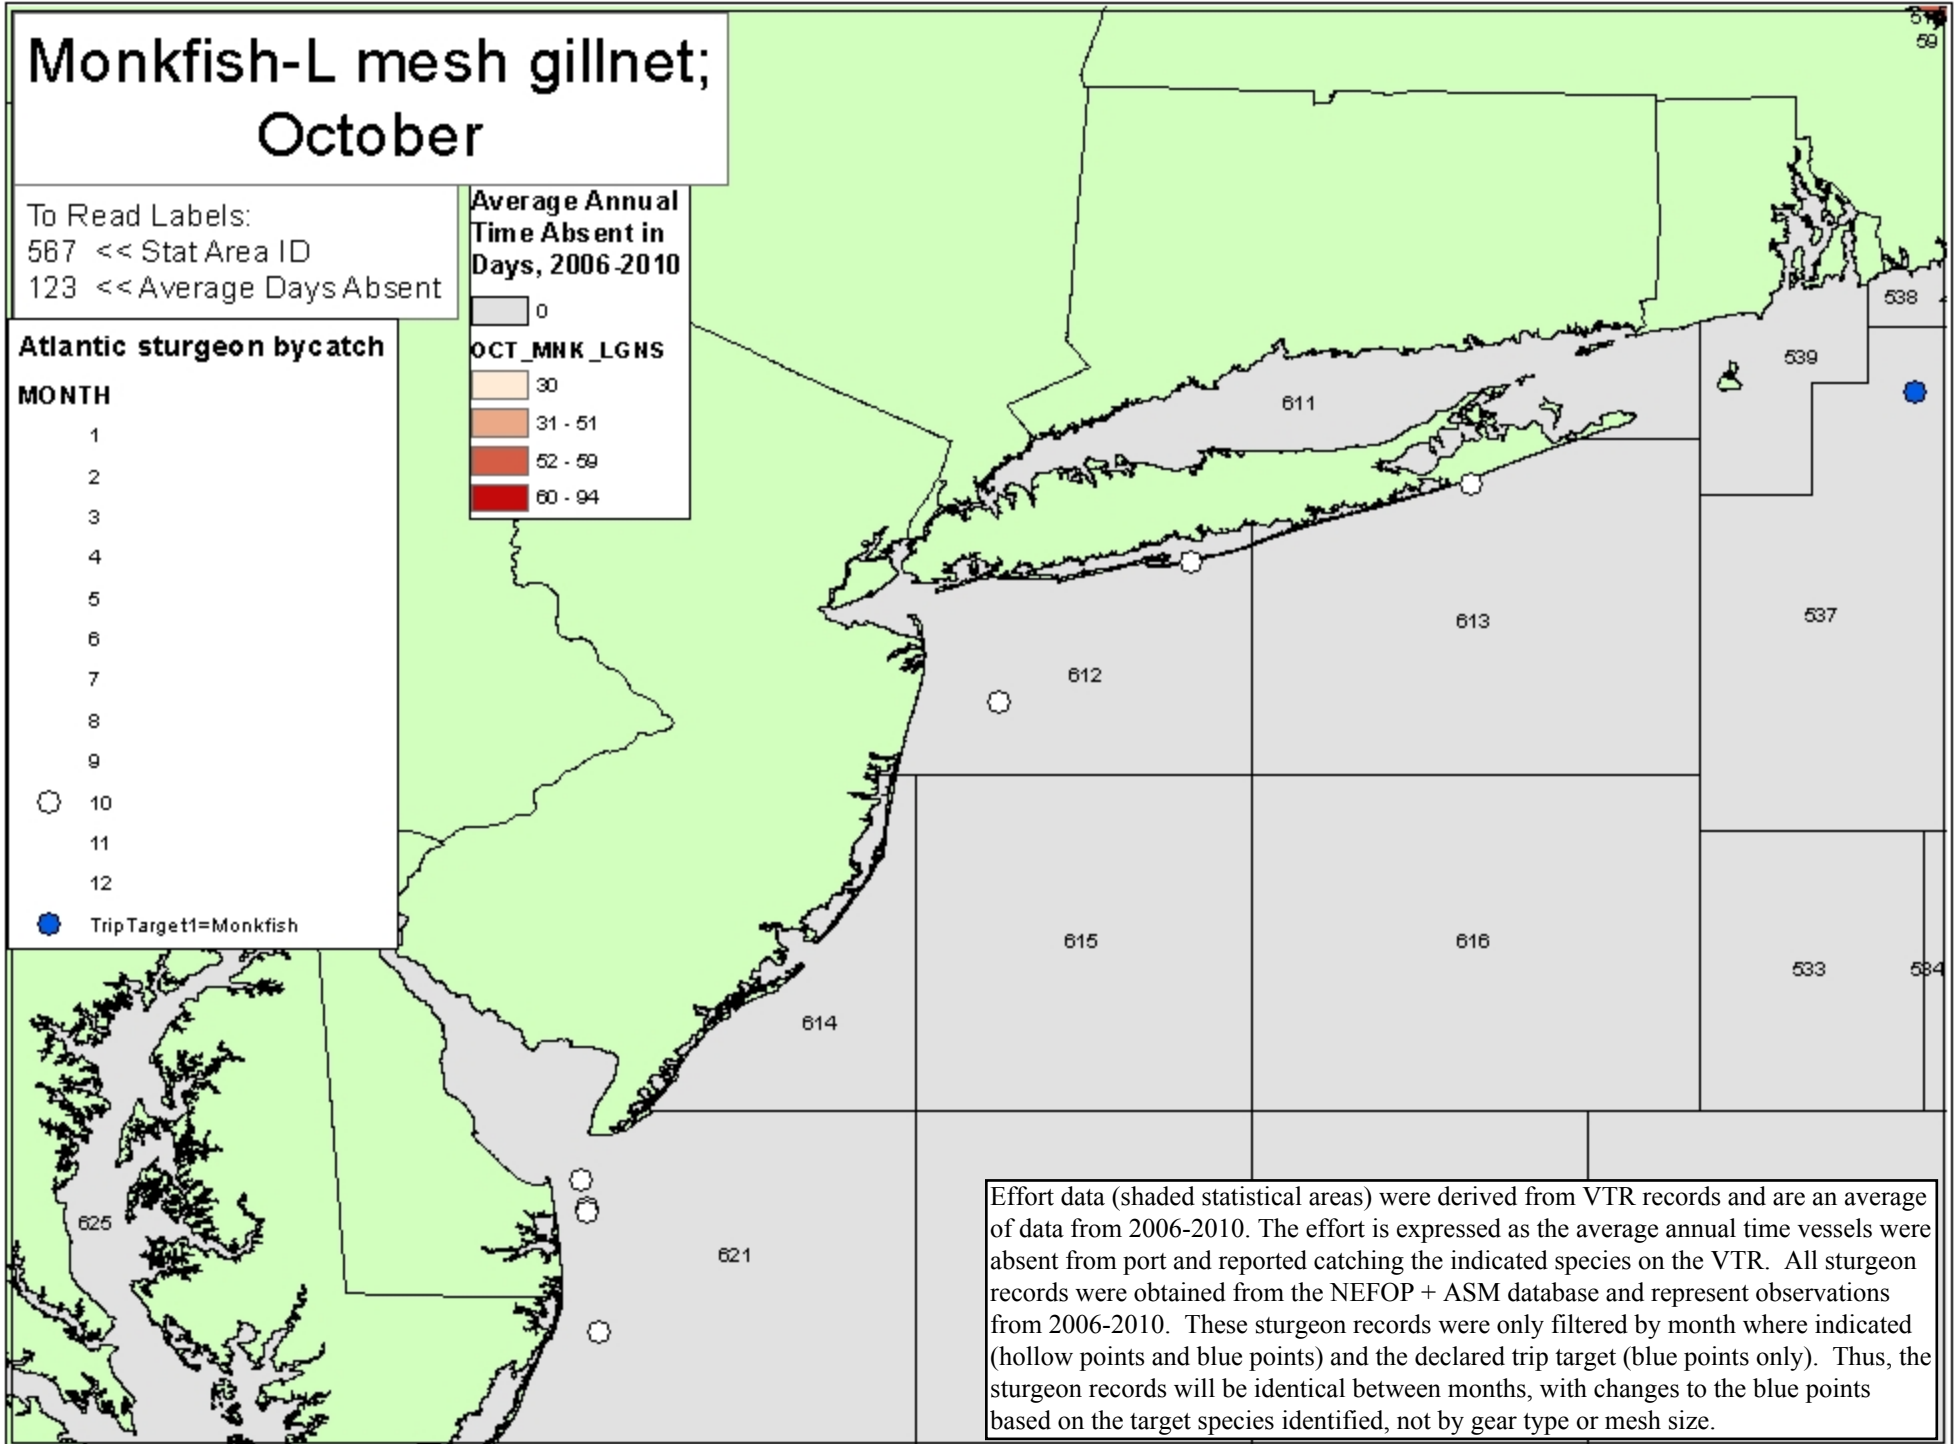 Monkfish-L mesh gillnet;
October
To Read Labels:
567 << Stat Area ID
123 << Average Days Absent
Average Annual
Time Absent in
Days, 2006-2010
0
OCT_MNK_LGNS
30
31 - 51
52 - 59
60 - 94
Atlantic sturgeon bycatch
MONTH
1
2
3
4
5
6
7
8
9
10
11
12
TripTarget1=Monkfish
59
538
539
611
613
537
612
615
616
533
534
614
625
621
Effort data (shaded statistical areas) were derived from VTR records and are an average
of data from 2006-2010. The effort is expressed as the average annual time vessels were
absent from port and reported catching the indicated species on the VTR. All sturgeon
records were obtained from the NEFOP + ASM database and represent observations
from 2006-2010. These sturgeon records were only filtered by month where indicated
(hollow points and blue points) and the declared trip target (blue points only). Thus, the
sturgeon records will be identical between months, with changes to the blue points
based on the target species identified, not by gear type or mesh size.